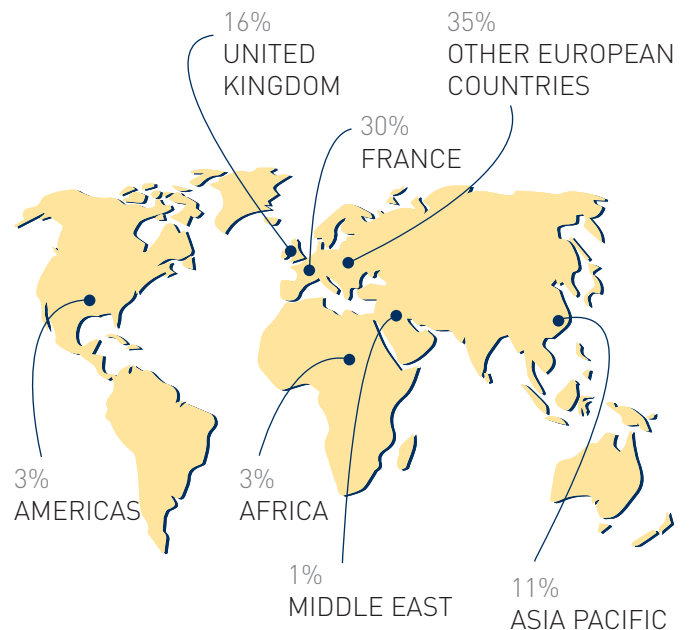 16%
UNITED
KINGDOM
35%
OTHER EUROPEAN
COUNTRIES
30%
FRANCE
3%
AMERICAS
3%
AFRICA
1%
MIDDLE EAST
11%
ASIA PACIFIC